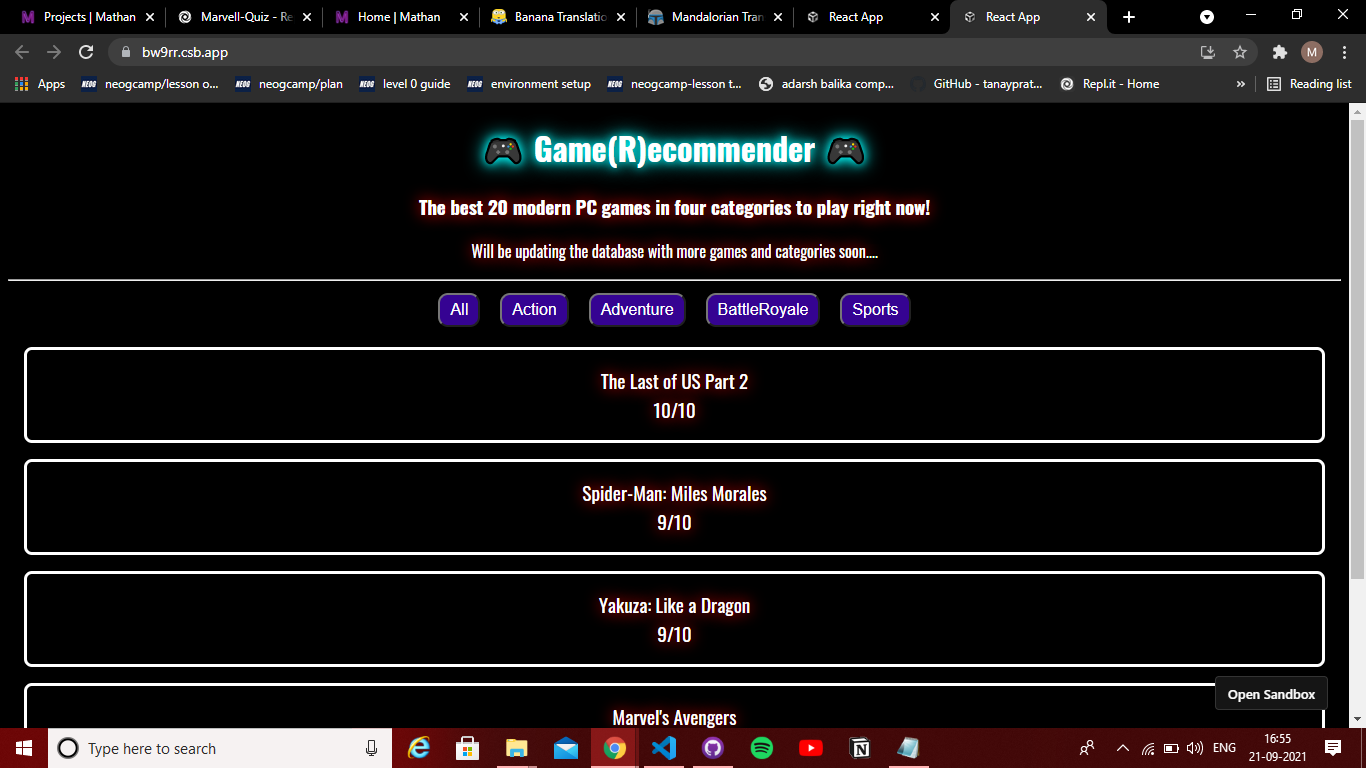 Projects | Mathan
Marvell-Quiz - Re
Home | Mathan
Banana Translatio
Mandalorian Tran
React App
React App
bw9rr.csb.app
M
Apps
NEOG neogcamp/lesson o...
NEOG neogcamp/plan
NEOG level 0 guide
NEOG environment setup
NEOG neogcamp-lesson t...
adarsh balika comp...
GitHub - tanayprat...
Repl.it - Home
»
Reading list
Game(R)ecommender
The best 20 modern PC games in four categories to play right now!
Will be updating the database with more games and categories soon....
All
Action
Adventure
BattleRoyale
Sports
The Last of US Part 2
10/10
Spider-Man: Miles Morales
9/10
Yakuza: Like a Dragon
9/10
Marvel's Avengers
Open Sandbox
Type here to search
ENG
16:55
21-09-2021